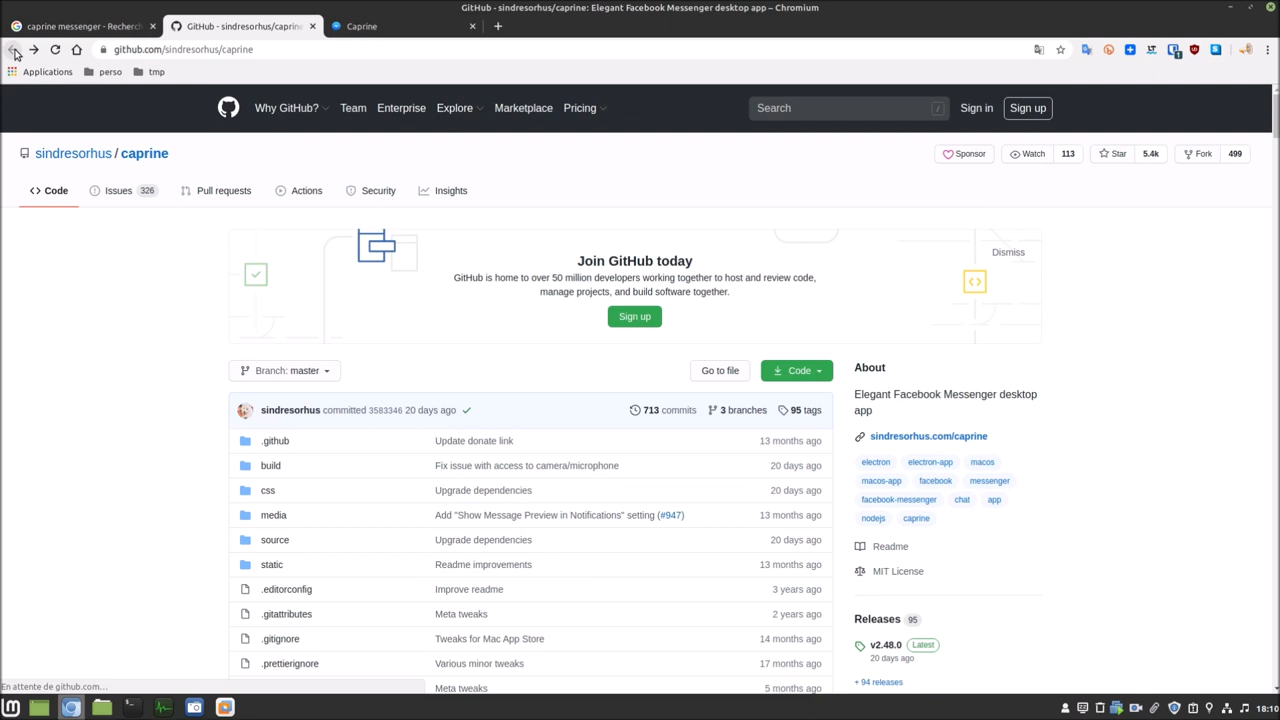 GitHub - sindresorhus/caprine: Elegant Facebook Messenger desktop app – Chromium
caprine messenger - Recherch
GitHub - sindresorhus/caprine
Caprine
github.com/sindresorhus/caprine
Applications
perso
tmp
Why GitHub?
Team
Enterprise
Explore
Marketplace
Pricing
Search
/
Sign in
Sign up
sindresorhus / caprine
Sponsor
Watch
113
Star
5.4k
Fork
499
Code
Issues
326
Pull requests
Actions
Security
Insights
Join GitHub today
GitHub is home to over 50 million developers working together to host and review code,
manage projects, and build software together.
Sign up
Dismiss
Branch: master
Go to file
Code
sindresorhus committed 3583346 20 days ago
713 commits
3 branches
95 tags
.github
Update donate link
13 months ago
build
Fix issue with access to camera/microphone
20 days ago
css
Upgrade dependencies
20 days ago
media
Add "Show Message Preview in Notifications" setting (#947)
13 months ago
source
Upgrade dependencies
20 days ago
static
Readme improvements
13 months ago
.editorconfig
Improve readme
3 years ago
.gitattributes
Meta tweaks
2 years ago
.gitignore
Tweaks for Mac App Store
14 months ago
.prettierignore
Various minor tweaks
17 months ago
Meta tweaks
5 months ago
About
Elegant Facebook Messenger desktop
app
sindresorhus.com/caprine
electron
electron-app
macos
macos-app
facebook
messenger
facebook-messenger
chat
app
nodejs
caprine
Readme
MIT License
Releases 95
v2.48.0 Latest
20 days ago
+ 94 releases
En attente de github.com…
18:10